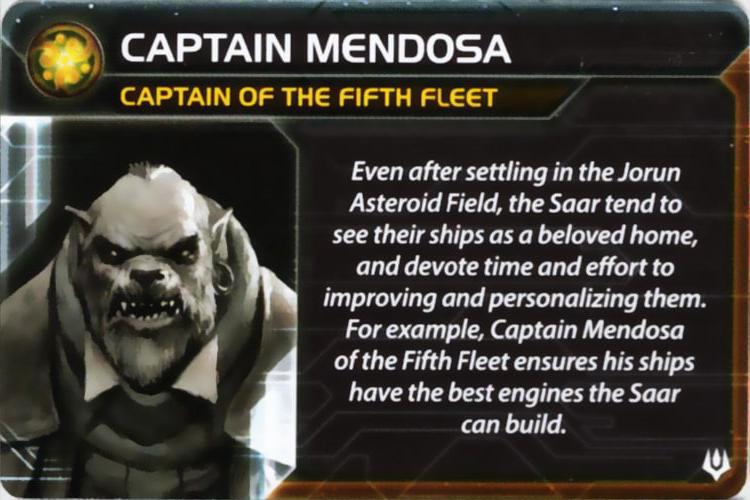 CAPTAIN MENDOSA
CAPTAIN OF THE FIFTH FLEET
Even after settling in the Jorun
Asteroid Field, the Saar tend to
see their ships as a beloved home,
and devote time and effort to
improving and personalizing them.
For example, Captain Mendosa
of the Fifth Fleet ensures his ships
have the best engines the Saar
can build.